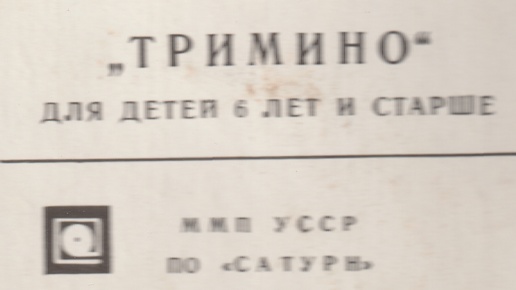 „ТРИМИНО“
ДЛЯ ДЕТЕЙ 6 ЛЕТ И СТАРШЕ
ММП УССР
ПО «САТУРН»